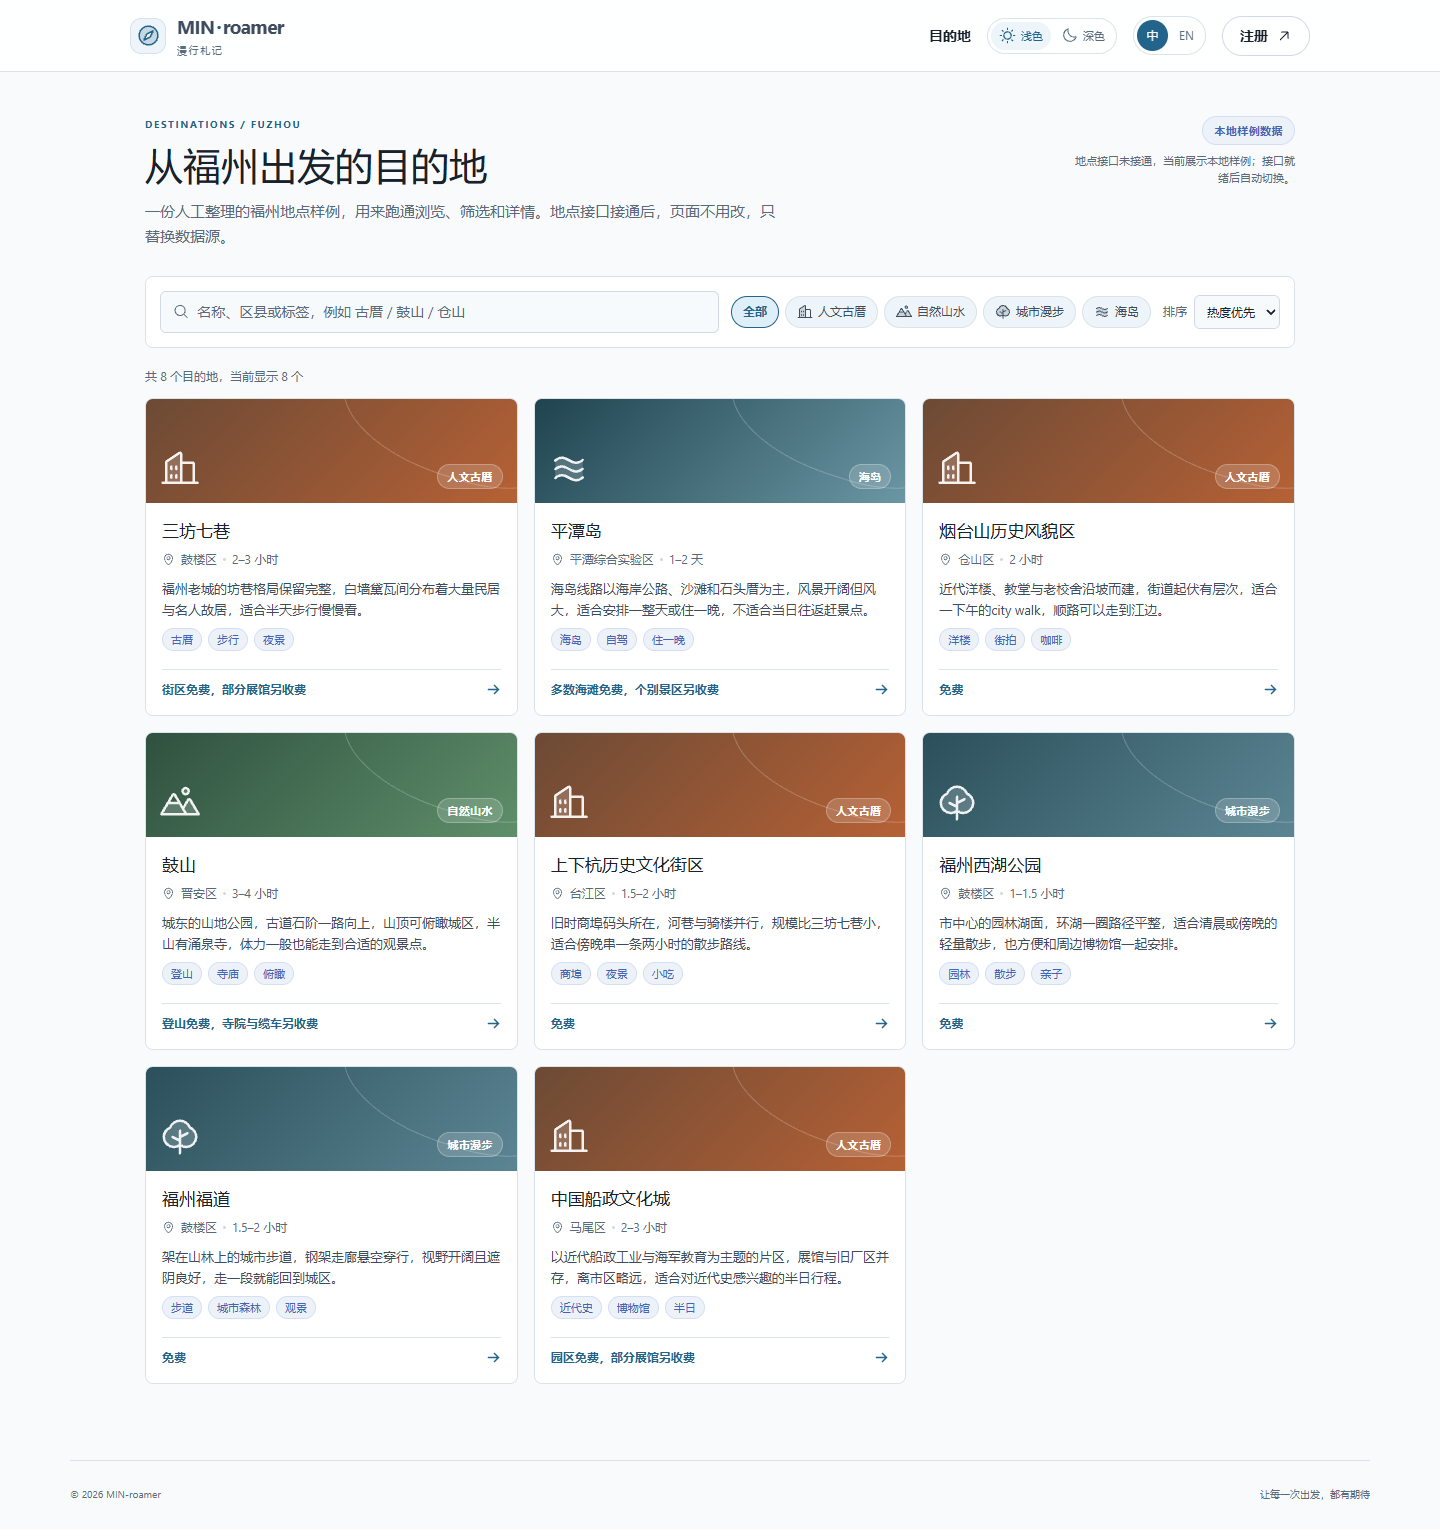 MIN·roamer
漫行札记
目的地
浅色
深色
中
EN
注册
DESTINATIONS / FUZHOU
从福州出发的目的地
一份人工整理的福州地点样例，用来跑通浏览、筛选和详情。地点接口接通后，页面不用改，只
替换数据源。
本地样例数据
地点接口未接通，当前展示本地样例；接口就
绪后自动切换。
名称、区县或标签，例如 古厝 / 鼓山 / 仓山
全部
人文古厝
自然山水
城市漫步
海岛
排序
热度优先
共 8 个目的地，当前显示 8 个
人文古厝
三坊七巷
鼓楼区 · 2–3 小时
福州老城的坊巷格局保留完整，白墙黛瓦间分布着大量民居
与名人故居，适合半天步行慢慢看。
古厝
步行
夜景
街区免费，部分展馆另收费
海岛
平潭岛
平潭综合实验区 · 1–2 天
海岛线路以海岸公路、沙滩和石头厝为主，风景开阔但风
大，适合安排一整天或住一晚，不适合当日往返赶景点。
海岛
自驾
住一晚
多数海滩免费，个别景区另收费
人文古厝
烟台山历史风貌区
仓山区 · 2 小时
近代洋楼、教堂与老校舍沿坡而建，街道起伏有层次，适合
一下午的city walk，顺路可以走到江边。
洋楼
街拍
咖啡
免费
自然山水
鼓山
晋安区 · 3–4 小时
城东的山地公园，古道石阶一路向上，山顶可俯瞰城区，半
山有涌泉寺，体力一般也能走到合适的观景点。
登山
寺庙
俯瞰
登山免费，寺院与缆车另收费
人文古厝
上下杭历史文化街区
台江区 · 1.5–2 小时
旧时商埠码头所在，河巷与骑楼并行，规模比三坊七巷小，
适合傍晚串一条两小时的散步路线。
商埠
夜景
小吃
免费
城市漫步
福州西湖公园
鼓楼区 · 1–1.5 小时
市中心的园林湖面，环湖一圈路径平整，适合清晨或傍晚的
轻量散步，也方便和周边博物馆一起安排。
园林
散步
亲子
免费
城市漫步
福州福道
鼓楼区 · 1.5–2 小时
架在山林上的城市步道，钢架走廊悬空穿行，视野开阔且遮
阴良好，走一段就能回到城区。
步道
城市森林
观景
免费
人文古厝
中国船政文化城
马尾区 · 2–3 小时
以近代船政工业与海军教育为主题的片区，展馆与旧厂区并
存，离市区略远，适合对近代史感兴趣的半日行程。
近代史
博物馆
半日
园区免费，部分展馆另收费
© 2026 MIN-roamer
让每一次出发，都有期待